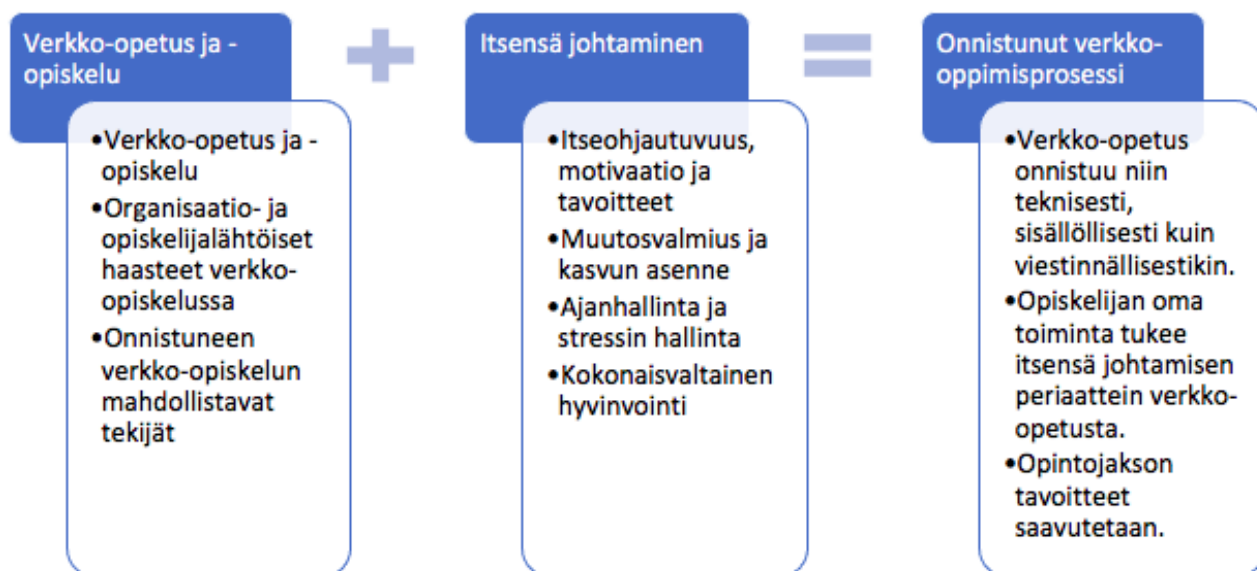 Verkko-opetus ja -
opiskelu
•Verkko-opetus ja -
opiskelu
•Organisaatio- ja
opiskelijalähtöiset
haasteet verkko-
opiskelussa
•Onnistuneen
verkko-opiskelun
mahdollistavat
tekijät
+
Itsensä johtaminen
•Itseohjautuvuus,
motivaatio ja
tavoitteet
•Muutosvalmius ja
kasvun asenne
•Ajanhallinta ja
stressin hallinta
•Kokonaisvaltainen
hyvinvointi
=
Onnistunut verkko-
oppimisprosessi
•Verkko-opetus
onnistuu niin
teknisesti,
sisällöllisesti kuin
viestinnällisestikin.
•Opiskelijan oma
toiminta tukee
itsensä johtamisen
periaattein verkko-
opetusta.
•Opintojakson
tavoitteet
saavutetaan.